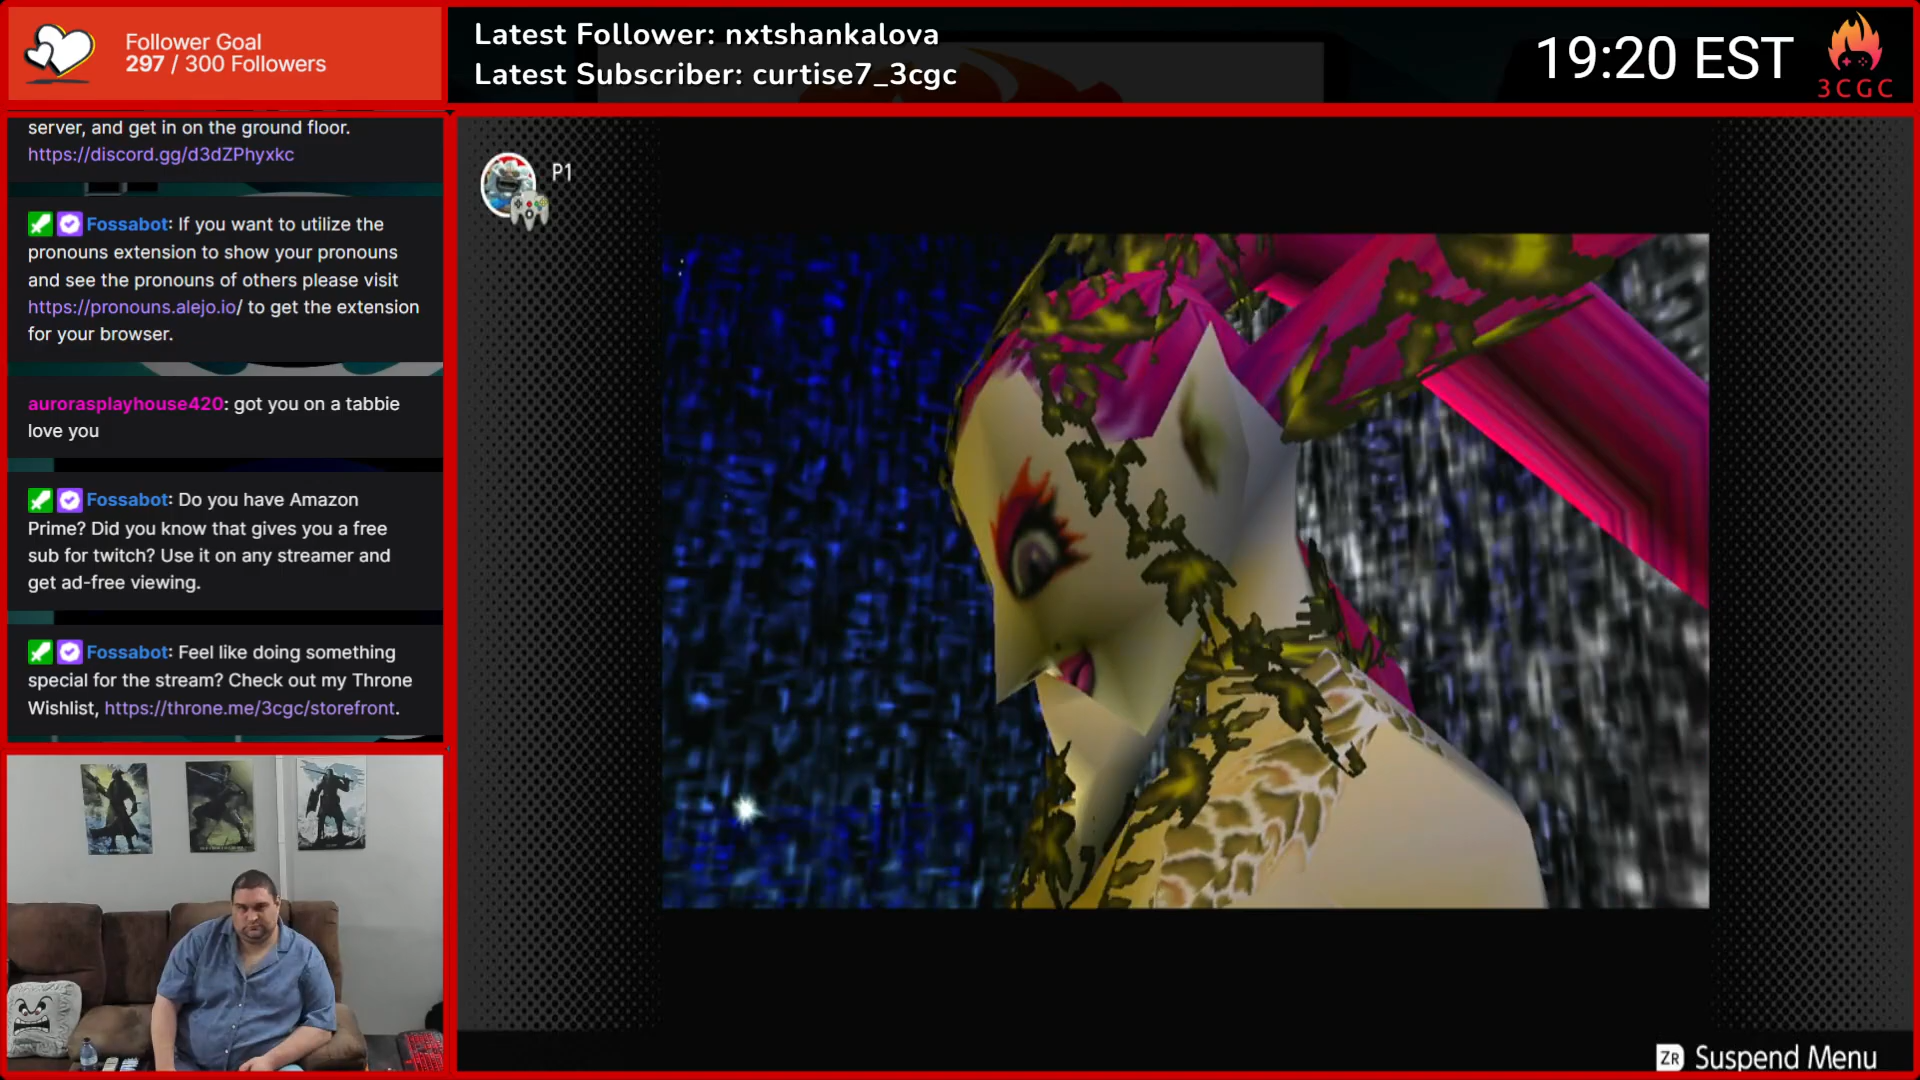 Follower Goal
297 / 300 Followers
Latest Follower: nxtshankalova
Latest Subscriber: curtise7_3cgc
19:20 EST
3CGC
server, and get in on the ground floor.
https://discord.gg/d3dZPhyxkc
Fossabot: If you want to utilize the
pronouns extension to show your pronouns
and see the pronouns of others please visit
https://pronouns.alejo.io/ to get the extension
for your browser.
aurorasplayhouse420: got you on a tabbie
love you
Fossabot: Do you have Amazon
Prime? Did you know that gives you a free
sub for twitch? Use it on any streamer and
get ad-free viewing.
Fossabot: Feel like doing something
special for the stream? Check out my Throne
Wishlist, https://throne.me/3cgc/storefront.
P1
ZR Suspend Menu